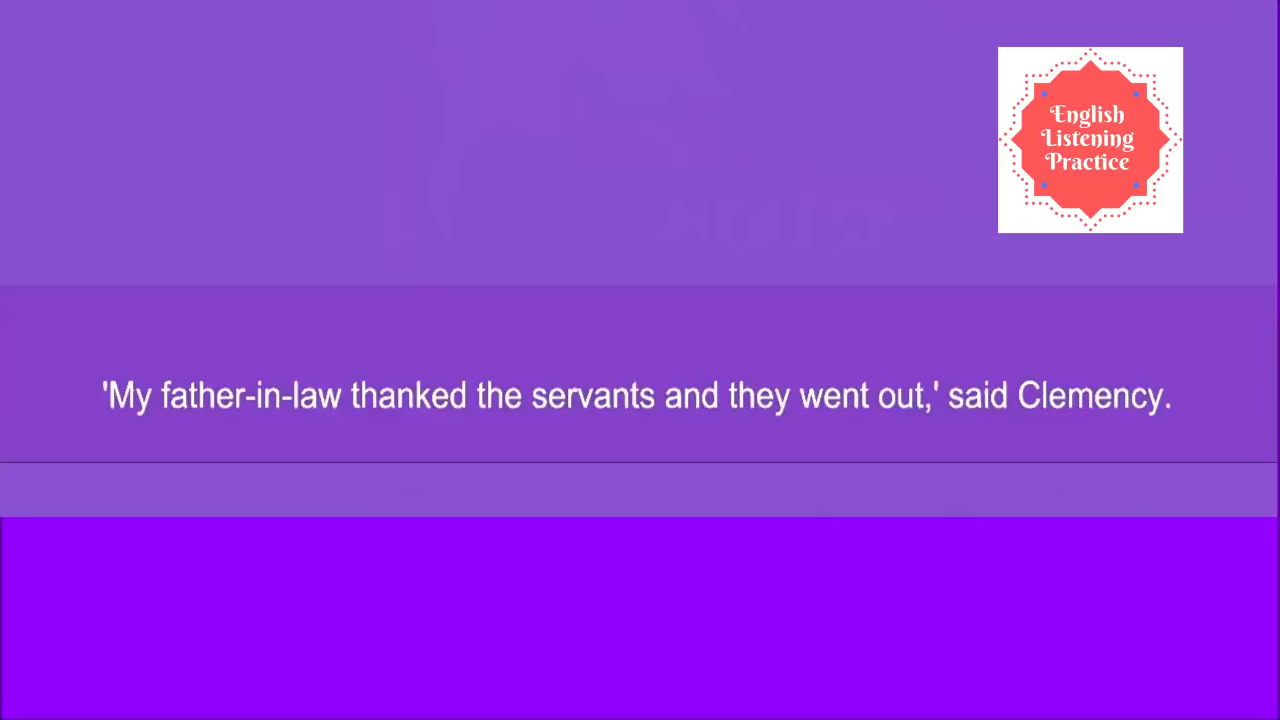 English
Listening
Practice
'My father-in-law thanked the servants and they went out,' said Clemency.